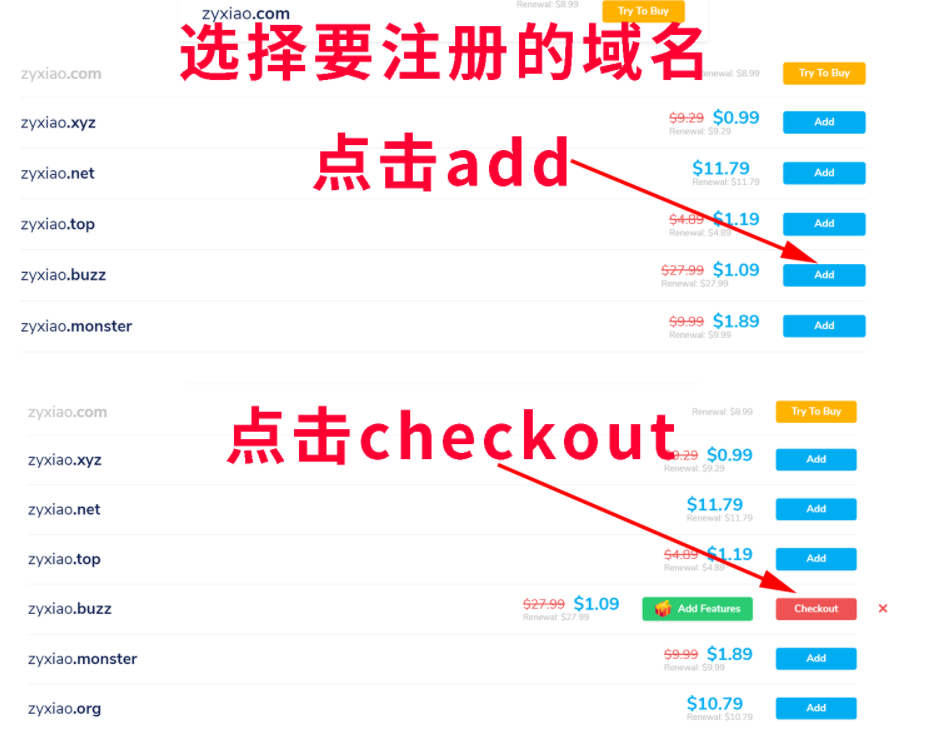 Renewal: $8.99
zyxiao.com Try To Buy
选择要注册的域名
zyxiao.com Renewal: $8.99 Try To Buy
zyxiao.xyz $9.29 $0.99 Add
Renewal: $9.29
点击add
zyxiao.net $11.79 Add
Renewal: $11.79
zyxiao.top $4.89 $1.19 Add
Renewal: $4.89
zyxiao.buzz $27.99 $1.09 Add
Renewal: $27.99
zyxiao.monster $9.99 $1.89 Add
Renewal: $9.99
zyxiao.com Renewal: $8.99 Try To Buy
点击checkout
zyxiao.xyz $9.29 $0.99 Add
Renewal: $9.29
zyxiao.net $11.79 Add
Renewal: $11.79
zyxiao.top $4.89 $1.19 Add
Renewal: $4.89
zyxiao.buzz $27.99 $1.09 Add Features Checkout ×
Renewal: $27.99
zyxiao.monster $9.99 $1.89 Add
Renewal: $9.99
zyxiao.org $10.79 Add
Renewal: $10.79